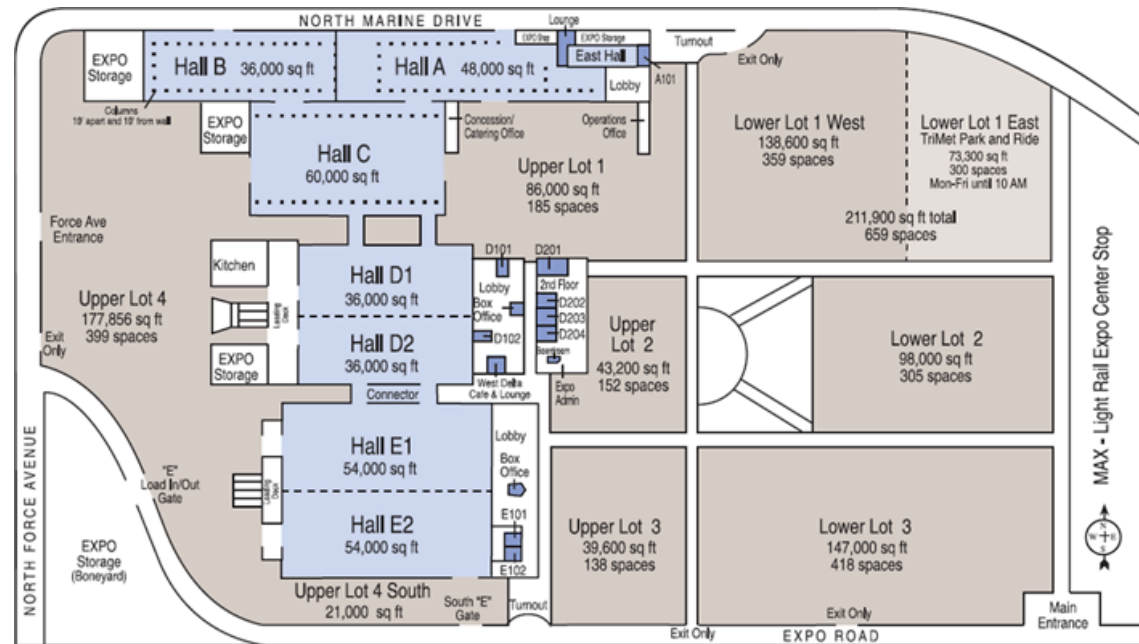 NORTH MARINE DRIVE
Lounge
EXPO Shop
EXPO Storage
East Hall
Turnout
Exit Only
A101
EXPO
Storage
Hall B 36,000 sq ft
Hall A 48,000 sq ft
Lobby
Columns
10' apart and 10' from wall
EXPO
Storage
Concession/
Catering Office
Operations
Office
Hall C
60,000 sq ft
Upper Lot 1
86,000 sq ft
185 spaces
Lower Lot 1 West
138,600 sq ft
359 spaces
Lower Lot 1 East
TriMet Park and Ride
73,300 sq ft
300 spaces
Mon-Fri until 10 AM
211,900 sq ft total
659 spaces
Force Ave
Entrance
Kitchen
Hall D1
36,000 sq ft
D101
Lobby
Box
Office
D102
D201
2nd Floor
D202
D203
D204
Boardroom
Expo
Admin
Upper Lot 4
177,856 sq ft
399 spaces
Loading
Dock
Exit
Only
EXPO
Storage
Hall D2
36,000 sq ft
West Delta
Cafe & Lounge
Connector
Upper
Lot 2
43,200 sq ft
152 spaces
Lower Lot 2
98,000 sq ft
305 spaces
MAX - Light Rail Expo Center Stop
NORTH FORCE AVENUE
"E"
Load In/Out
Gate
Loading
Dock
Hall E1
54,000 sq ft
Lobby
Box
Office
Hall E2
54,000 sq ft
E101
E102
EXPO
Storage
(Boneyard)
Upper Lot 3
39,600 sq ft
138 spaces
Lower Lot 3
147,000 sq ft
418 spaces
N
W E
S
Upper Lot 4 South
21,000 sq ft
South "E"
Gate
Turnout
Exit Only
Exit Only
EXPO ROAD
Main
Entrance